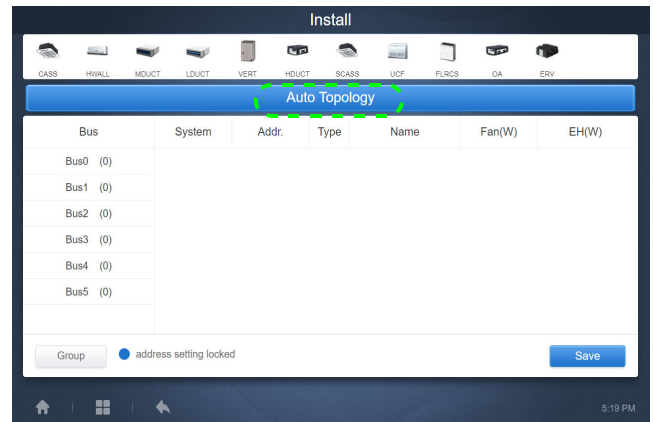 Install
CASS HWALL MDUCT LDUCT VERT HDUCT SCASS UCF FLRCS OA ERV
Auto Topology
Bus System Addr. Type Name Fan(W) EH(W)
Bus0 (0)
Bus1 (0)
Bus2 (0)
Bus3 (0)
Bus4 (0)
Bus5 (0)
Group address setting locked Save
5:19 PM